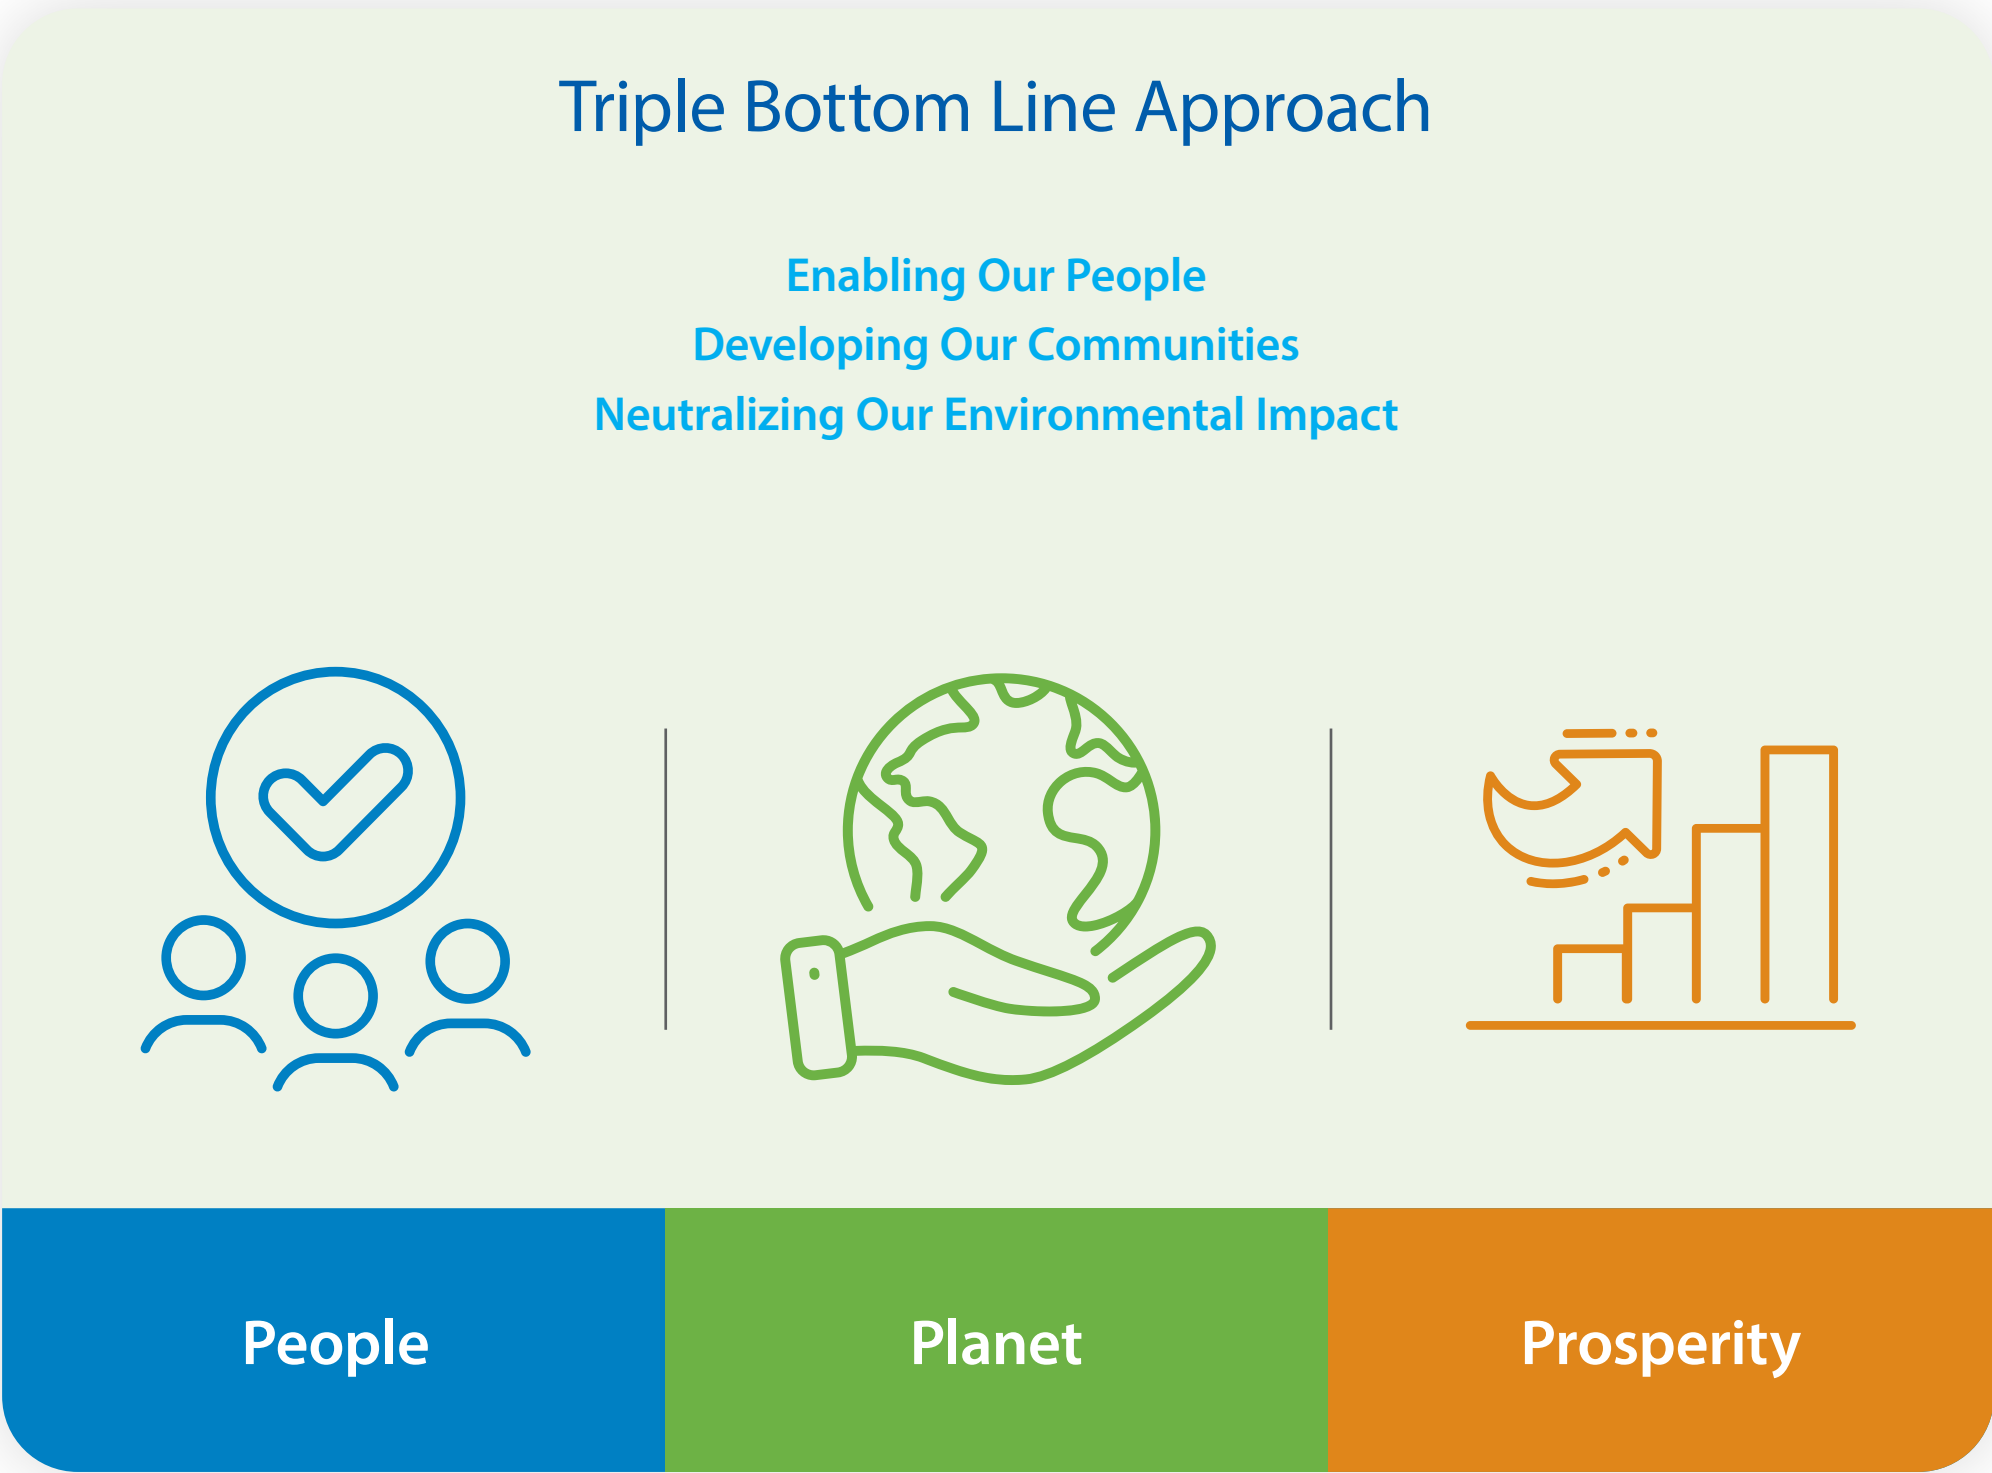 Triple Bottom Line Approach
Enabling Our People
Developing Our Communities
Neutralizing Our Environmental Impact
People
Planet
Prosperity